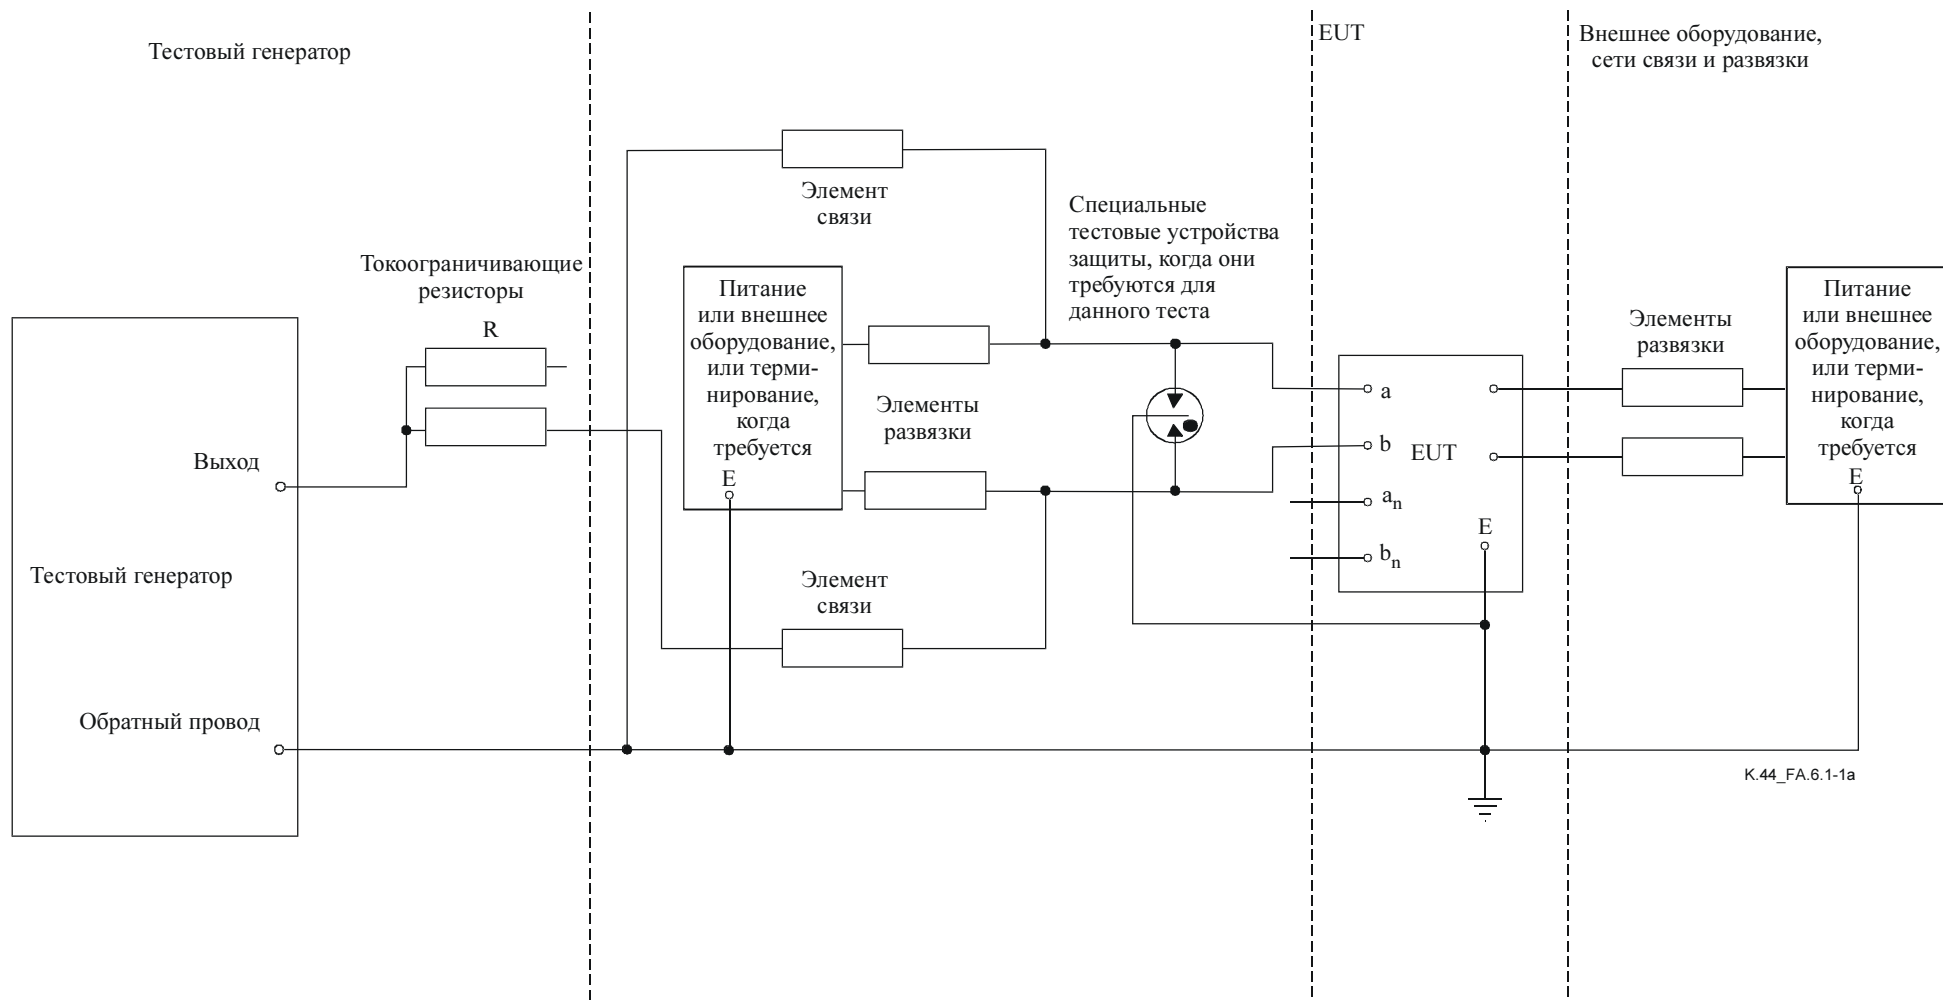 Тестовый генератор
EUT
Внешнее оборудование,
сети связи и развязки
Элемент
связи
Специальные
тестовые устройства
защиты, когда они
требуются для
данного теста
Токоограничивающие
резисторы
R
Питание
или внешнее
оборудование,
или терми-
нирование,
когда
требуется
E
Элементы
развязки
Элементы
развязки
Питание
или внешнее
оборудование,
или терми-
нирование,
когда
требуется
E
a
b
EUT
an
bn
E
Выход
Тестовый генератор
Элемент
связи
Обратный провод
K.44_FA.6.1-1a